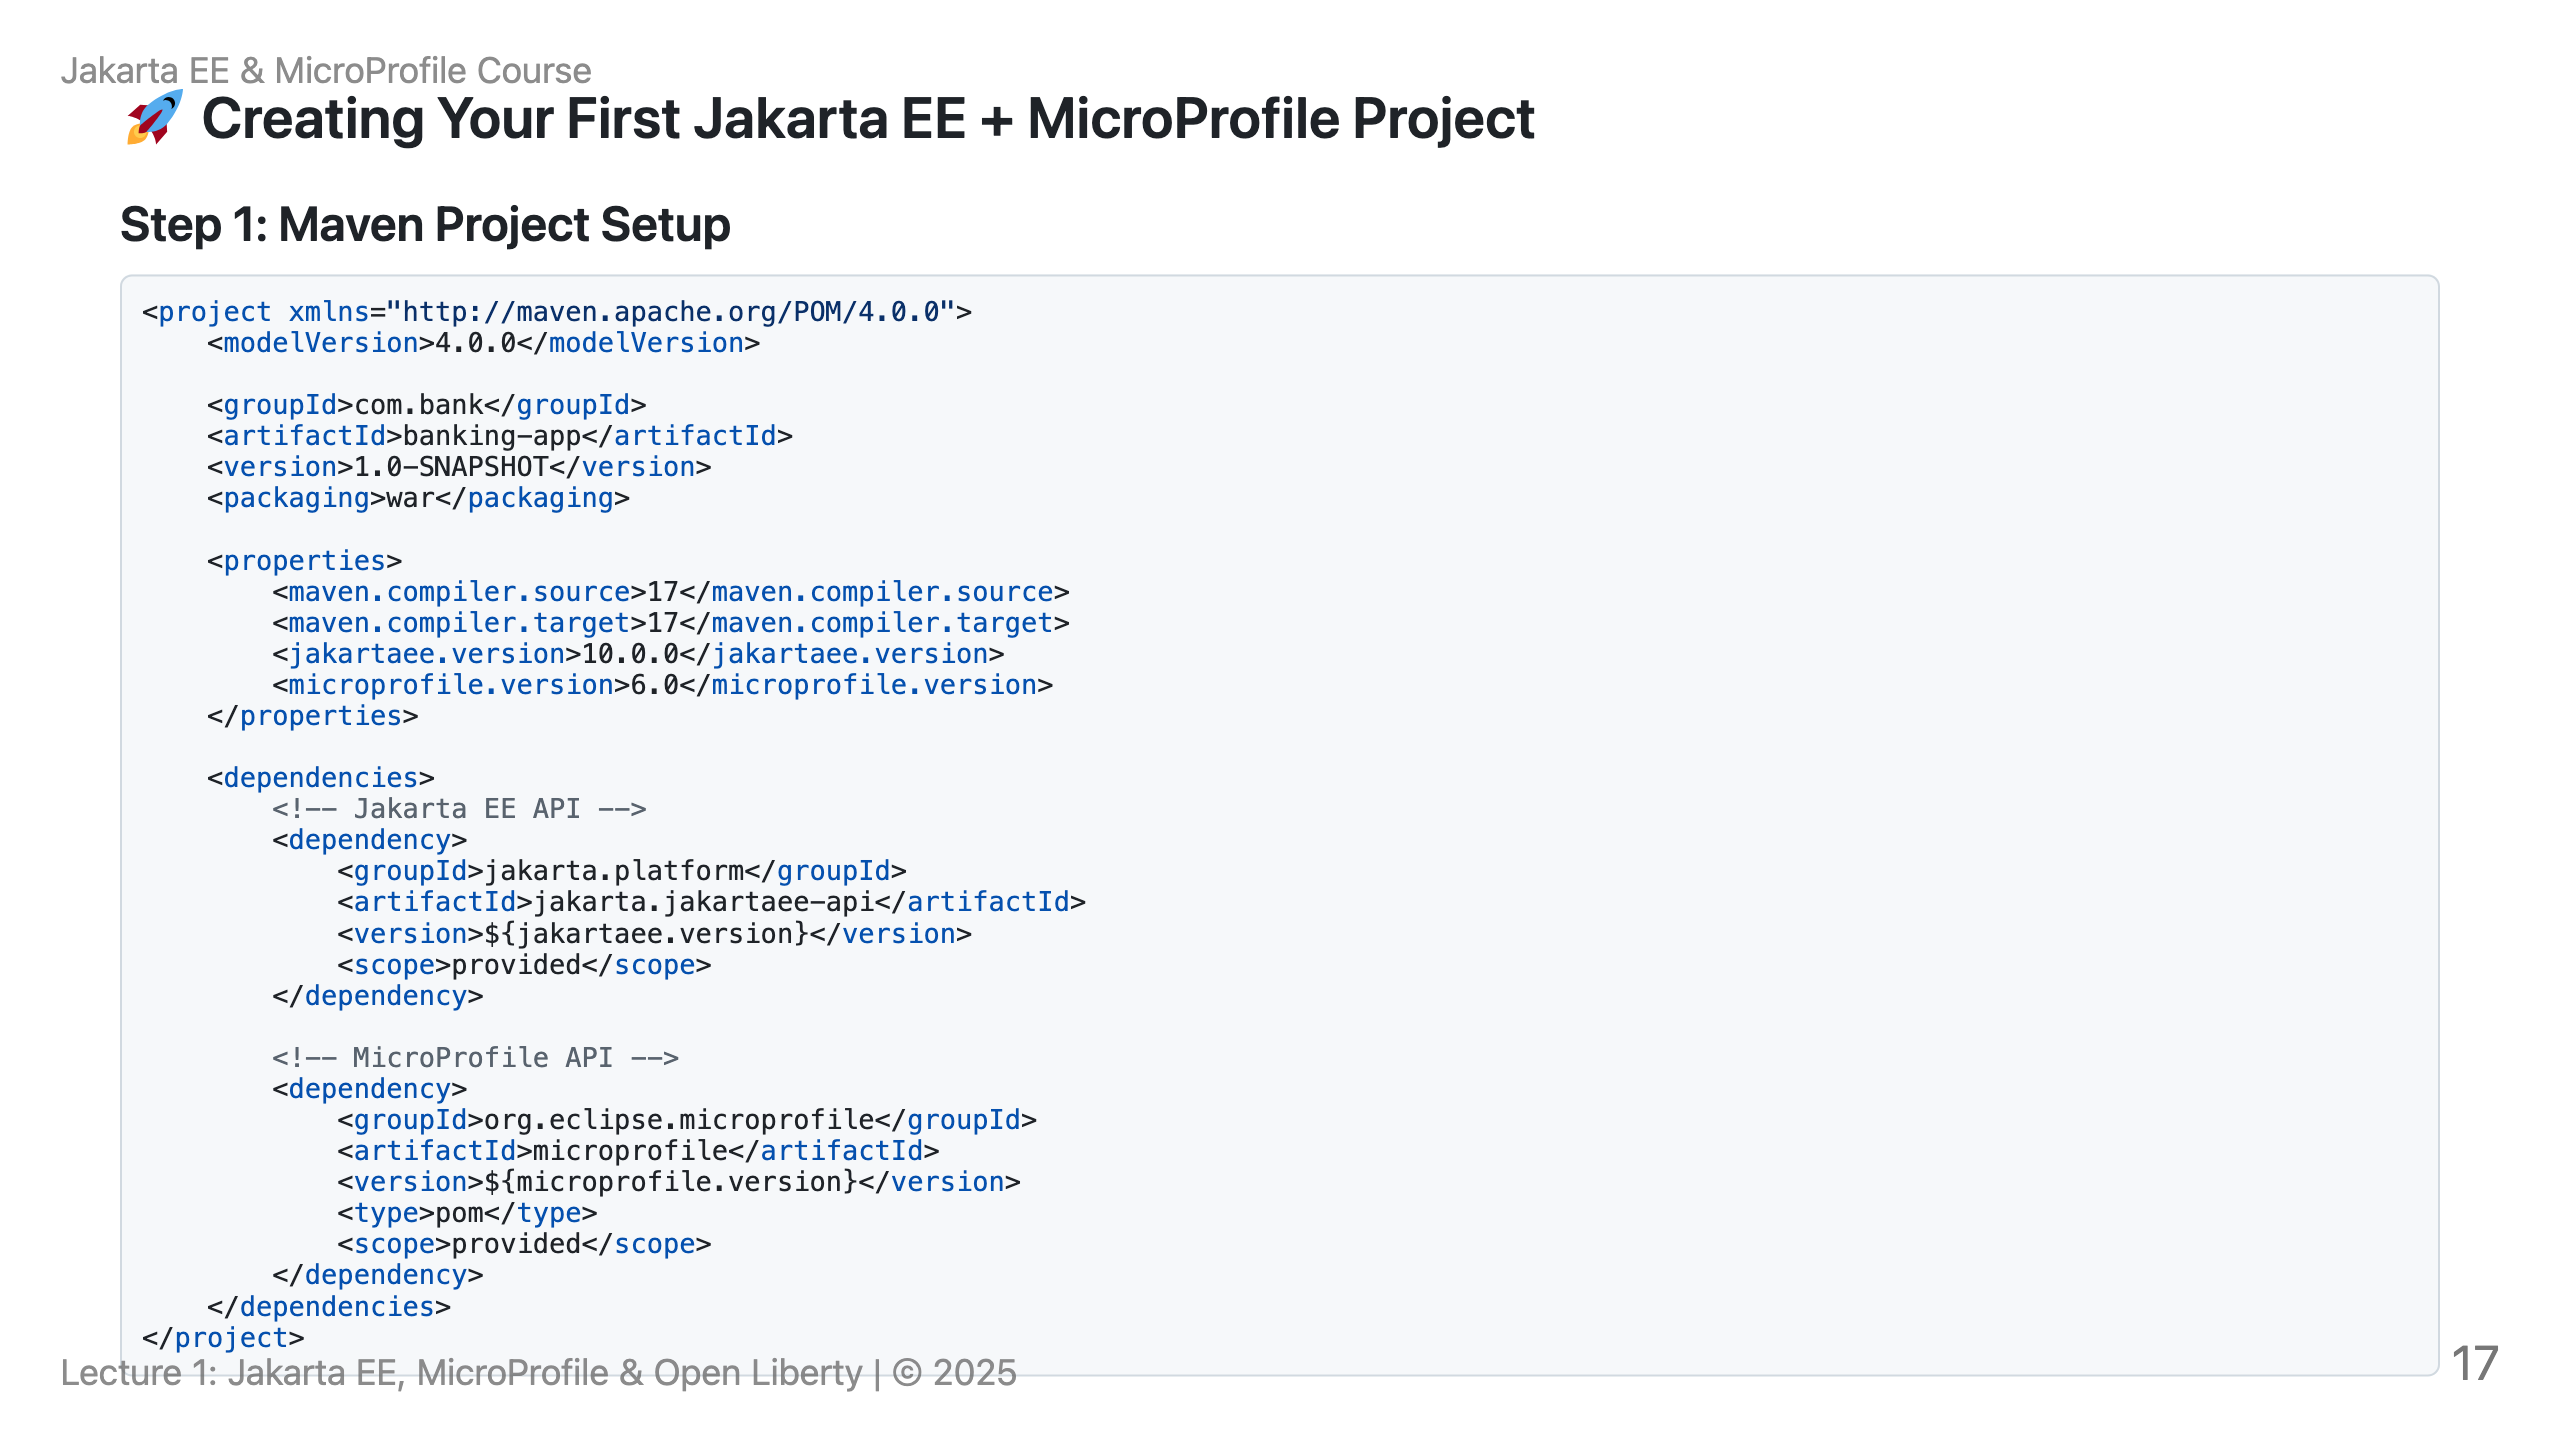 Jakarta EE & MicroProfile Course
🚀 Creating Your First Jakarta EE + MicroProfile Project
Step 1: Maven Project Setup
<project xmlns="http://maven.apache.org/POM/4.0.0">
    <modelVersion>4.0.0</modelVersion>

    <groupId>com.bank</groupId>
    <artifactId>banking-app</artifactId>
    <version>1.0-SNAPSHOT</version>
    <packaging>war</packaging>

    <properties>
        <maven.compiler.source>17</maven.compiler.source>
        <maven.compiler.target>17</maven.compiler.target>
        <jakartaee.version>10.0.0</jakartaee.version>
        <microprofile.version>6.0</microprofile.version>
    </properties>

    <dependencies>
        <!-- Jakarta EE API -->
        <dependency>
            <groupId>jakarta.platform</groupId>
            <artifactId>jakarta.jakartaee-api</artifactId>
            <version>${jakartaee.version}</version>
            <scope>provided</scope>
        </dependency>

        <!-- MicroProfile API -->
        <dependency>
            <groupId>org.eclipse.microprofile</groupId>
            <artifactId>microprofile</artifactId>
            <version>${microprofile.version}</version>
            <type>pom</type>
            <scope>provided</scope>
        </dependency>
    </dependencies>
</project>
Lecture 1: Jakarta EE, MicroProfile & Open Liberty | © 2025
17